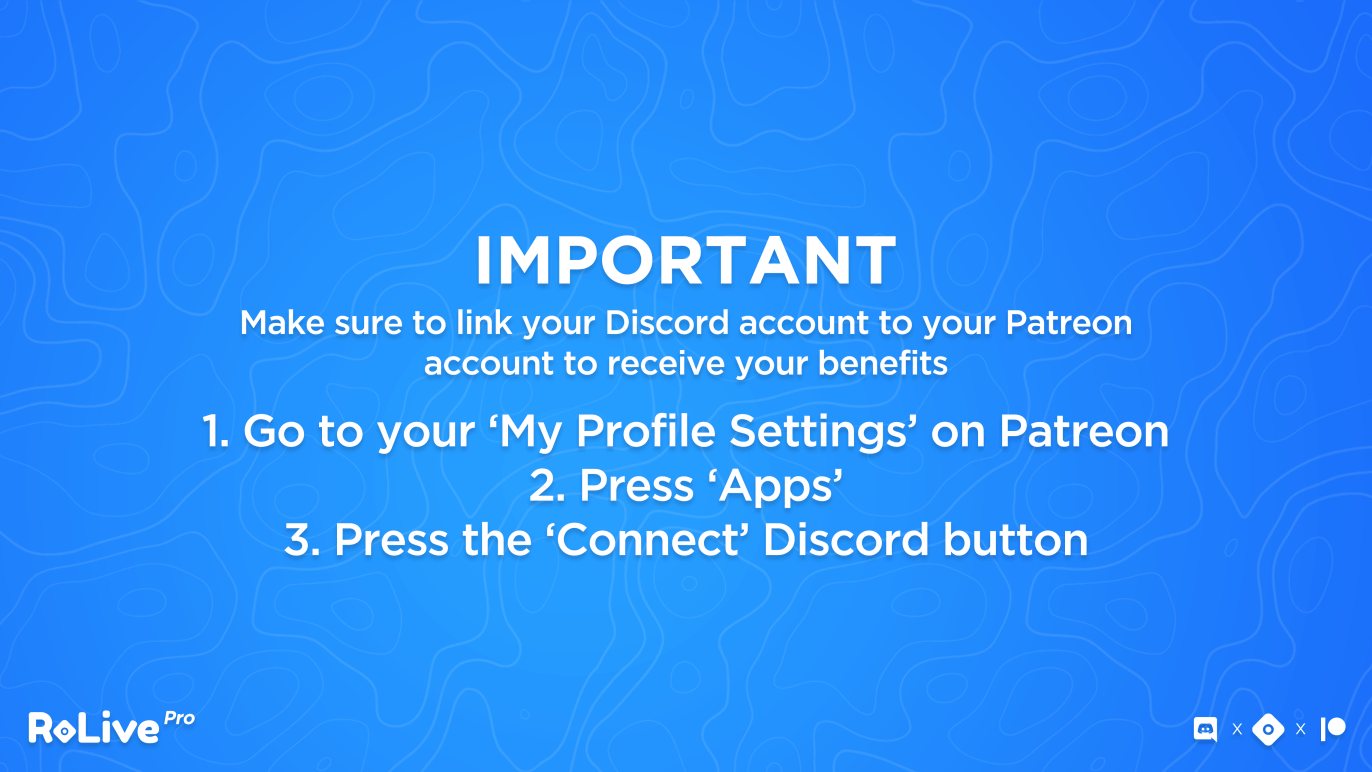 IMPORTANT
Make sure to link your Discord account to your Patreon
account to receive your benefits
1. Go to your ‘My Profile Settings’ on Patreon
2. Press ‘Apps’
3. Press the ‘Connect’ Discord button
RoLive Pro
X X